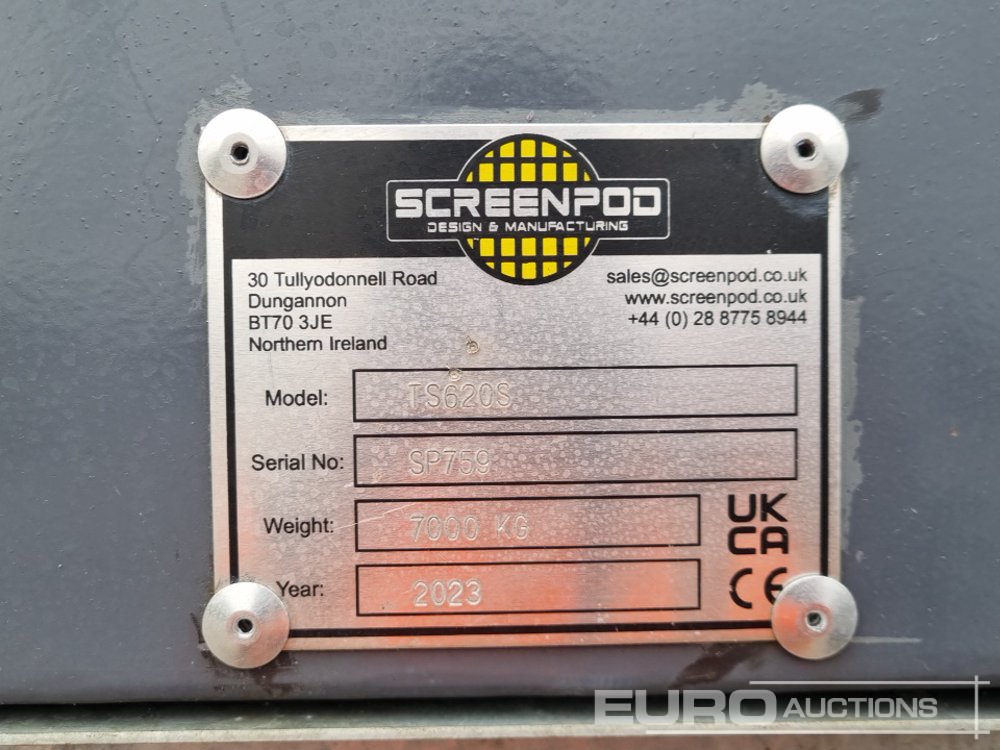 SCREENPOD
DESIGN & MANUFACTURING
30 Tullyodonnell Road
Dungannon
BT70 3JE
Northern Ireland
sales@screenpod.co.uk
www.screenpod.co.uk
+44 (0) 28 8775 8944
Model: TS620S
Serial No: SP759
Weight: 7000 KG
Year: 2023
UK
CA
CE
EURO AUCTIONS